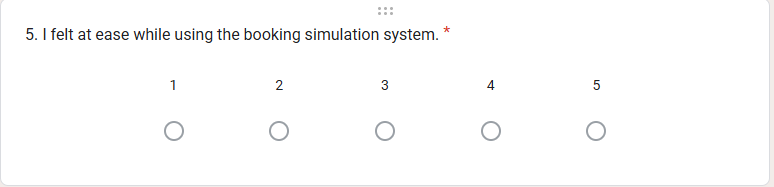 5. I felt at ease while using the booking simulation system. *
1 2 3 4 5